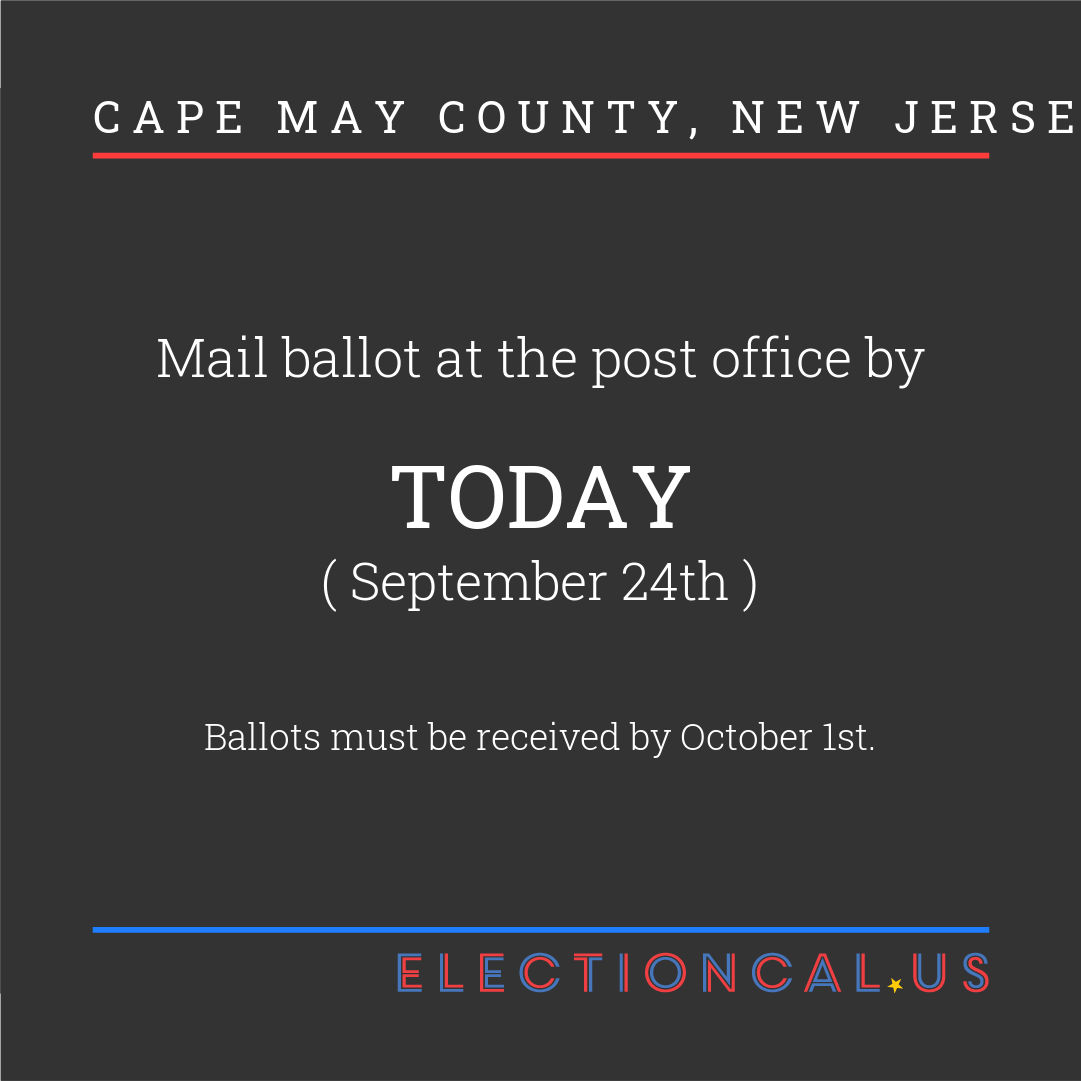 CAPE MAY COUNTY, NEW JERSE
Mail ballot at the post office by
TODAY
( September 24th )
Ballots must be received by October 1st.
ELECTIONCAL.US